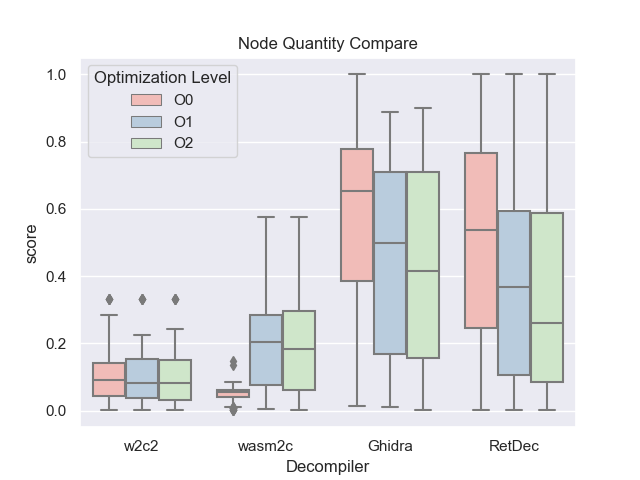 Node Quantity Compare
Optimization Level
O0
O1
O2
score
1.0
0.8
0.6
0.4
0.2
0.0
w2c2 wasm2c Ghidra RetDec
Decompiler